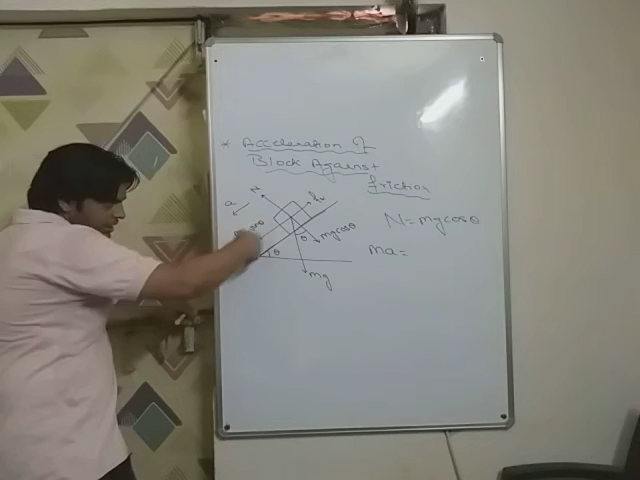 * Acceleration of
Block Against
friction
N
a
θ
mgcosθ
θ
mg
N = mgcosθ
ma =